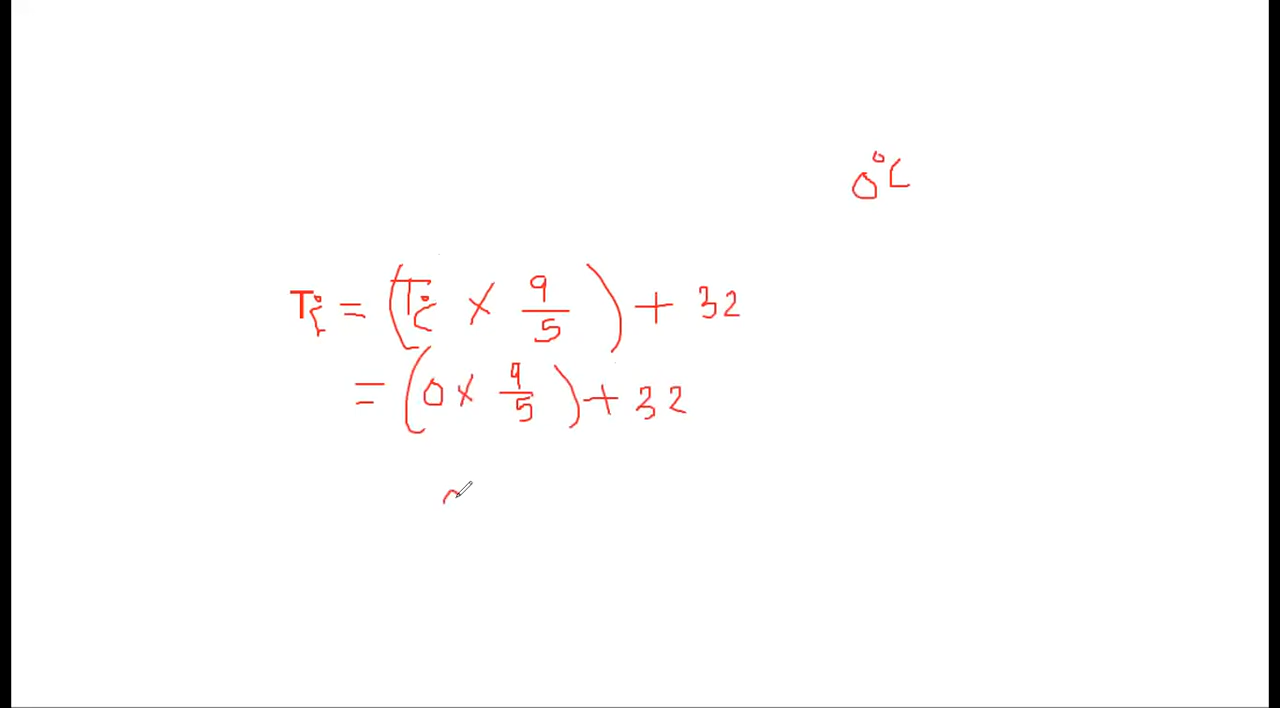 0°C
T°F = (T°C × 9/5) + 32
= (0 × 9/5) + 32